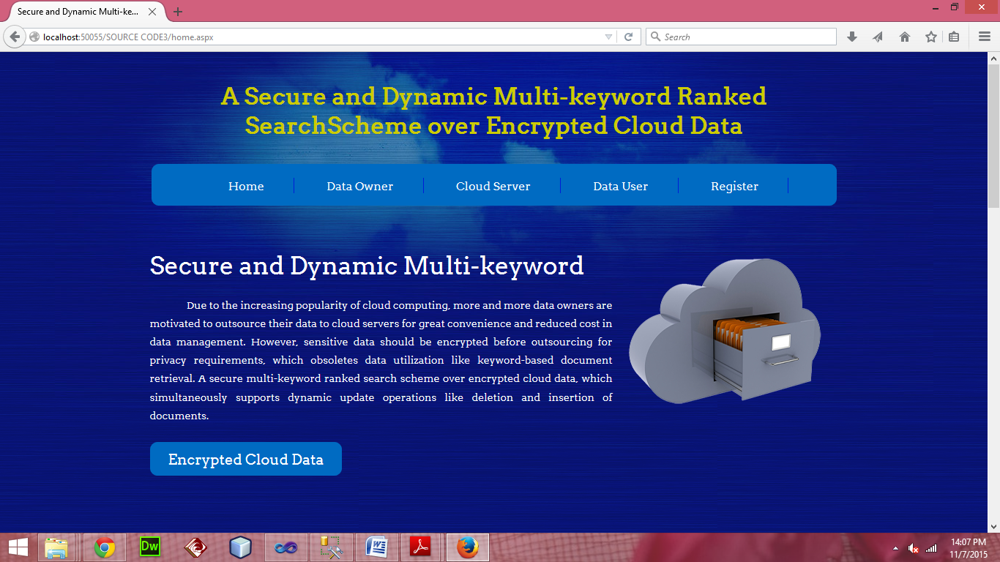 Secure and Dynamic Multi-ke...
localhost:50055/SOURCE CODE3/home.aspx
Search
A Secure and Dynamic Multi-keyword Ranked
SearchScheme over Encrypted Cloud Data
Home
Data Owner
Cloud Server
Data User
Register
Secure and Dynamic Multi-keyword
Due to the increasing popularity of cloud computing, more and more data owners are
motivated to outsource their data to cloud servers for great convenience and reduced cost in
data management. However, sensitive data should be encrypted before outsourcing for
privacy requirements, which obsoletes data utilization like keyword-based document
retrieval. A secure multi-keyword ranked search scheme over encrypted cloud data, which
simultaneously supports dynamic update operations like deletion and insertion of
documents.
Encrypted Cloud Data
Dw
W
14:07 PM
11/7/2015